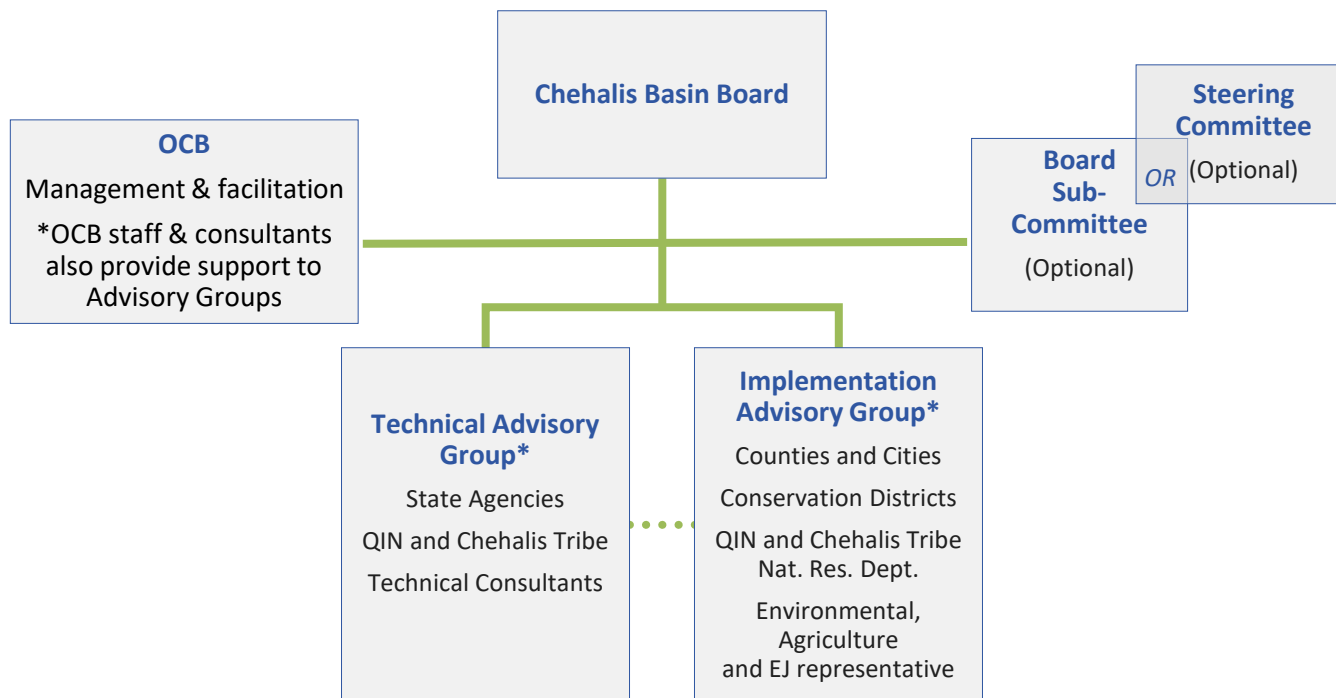 Chehalis Basin Board
OCB
Management & facilitation
*OCB staff & consultants
also provide support to
Advisory Groups
Steering
Committee
(Optional)
OR
Board
Sub-
Committee
(Optional)
Technical Advisory
Group*
State Agencies
QIN and Chehalis Tribe
Technical Consultants
Implementation
Advisory Group*
Counties and Cities
Conservation Districts
QIN and Chehalis Tribe
Nat. Res. Dept.
Environmental,
Agriculture
and EJ representative